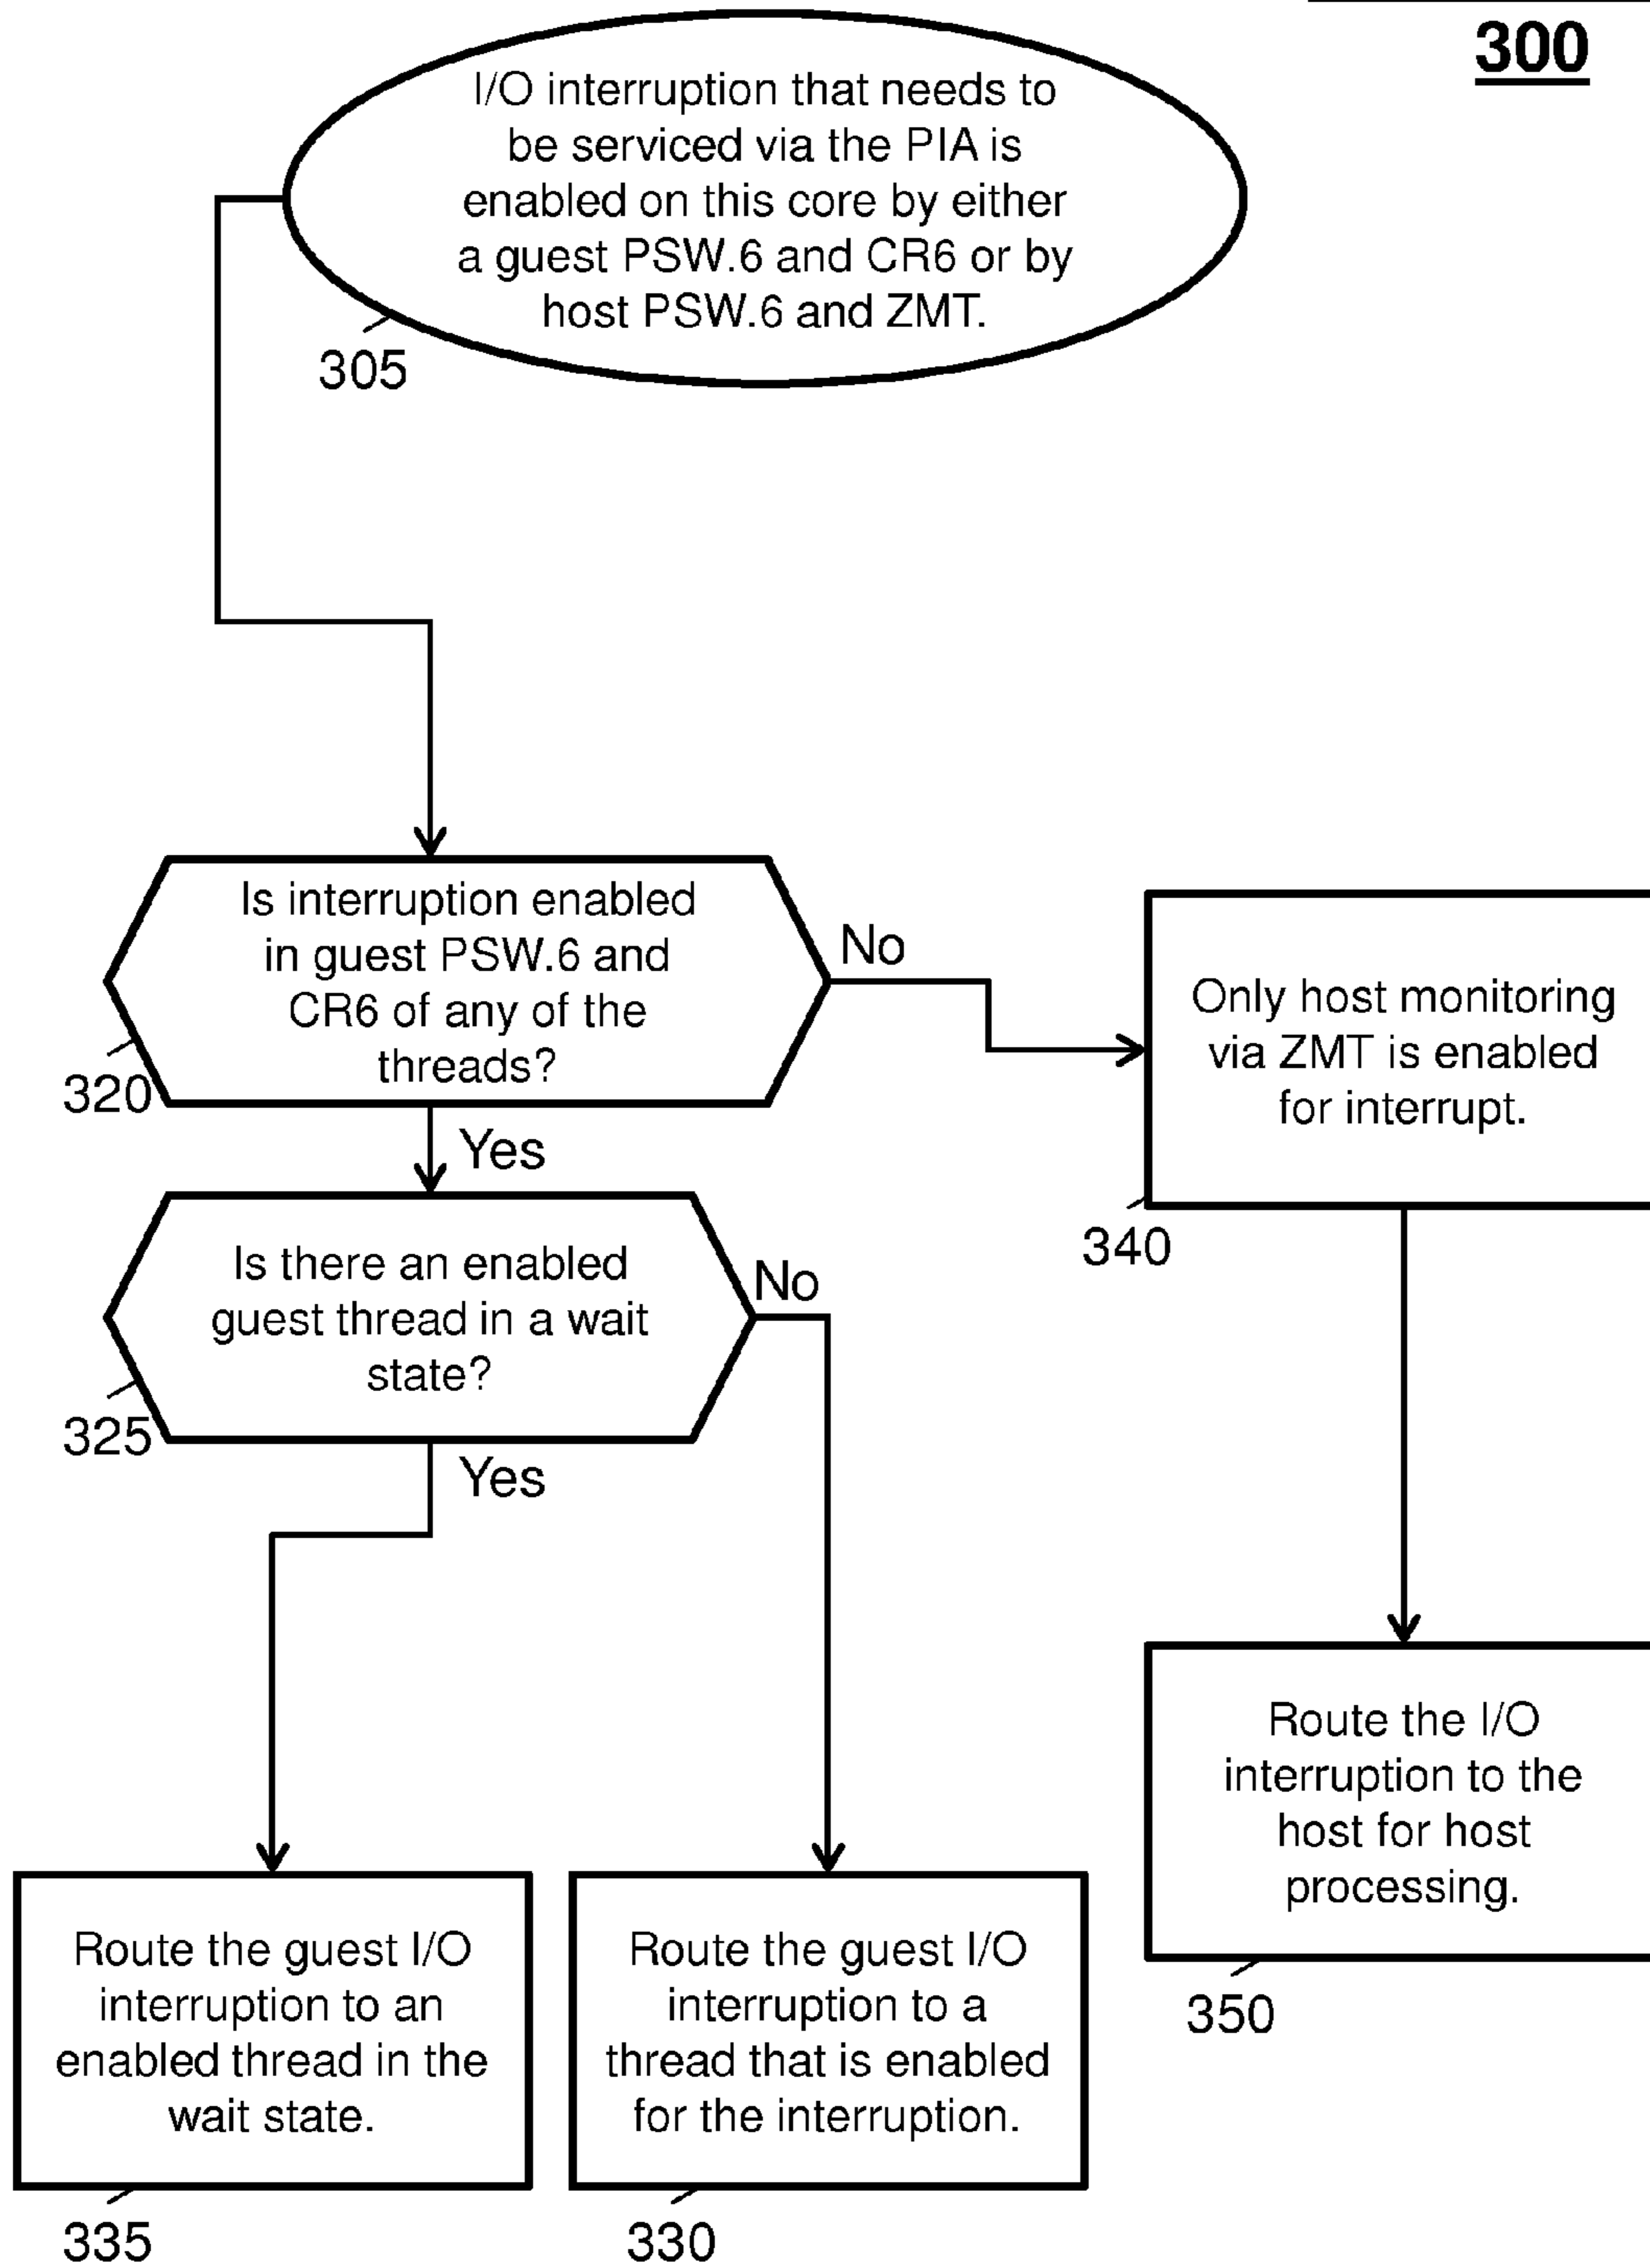 300
I/O interruption that needs to
be serviced via the PIA is
enabled on this core by either
a guest PSW.6 and CR6 or by
host PSW.6 and ZMT.
305
Is interruption enabled
in guest PSW.6 and
CR6 of any of the
threads?
320
No
Yes
Only host monitoring
via ZMT is enabled
for interrupt.
340
Is there an enabled
guest thread in a wait
state?
325
No
Yes
Route the I/O
interruption to the
host for host
processing.
350
Route the guest I/O
interruption to an
enabled thread in the
wait state.
335
Route the guest I/O
interruption to a
thread that is enabled
for the interruption.
330